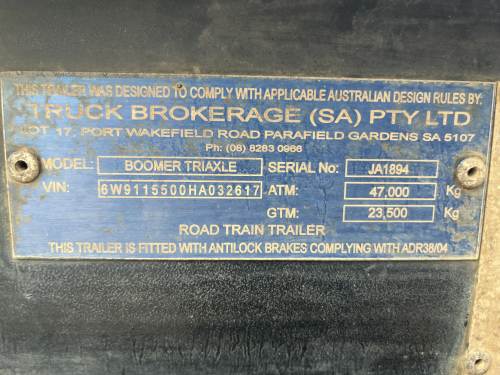 THIS TRAILER WAS DESIGNED TO COMPLY WITH APPLICABLE AUSTRALIAN DESIGN RULES BY:
TRUCK BROKERAGE (SA) PTY LTD
LOT 17, PORT WAKEFIELD ROAD PARAFIELD GARDENS SA 5107
Ph: (08) 8283 0966
MODEL: BOOMER TRIAXLE SERIAL No: JA1894
VIN: 6W9115500HA032617 ATM: 47,000 Kg
GTM: 23,500 Kg
ROAD TRAIN TRAILER
THIS TRAILER IS FITTED WITH ANTILOCK BRAKES COMPLYING WITH ADR38/04